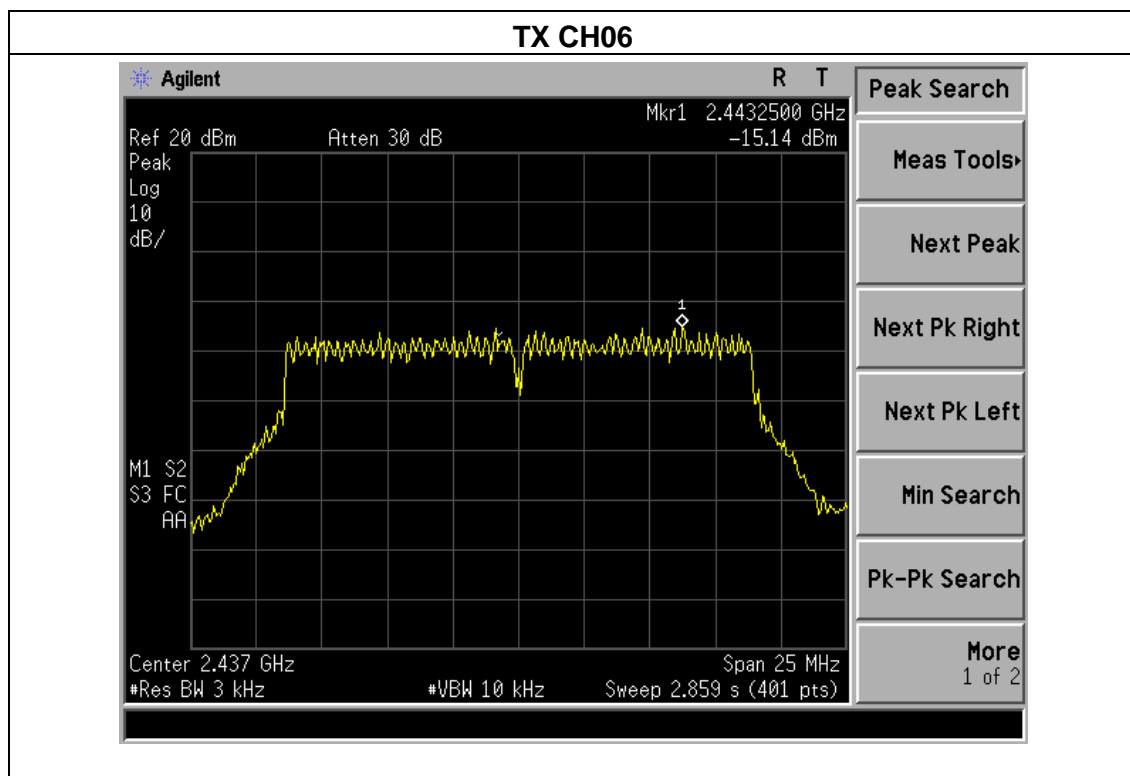 TX CH06
Agilent R T
Mkr1 2.4432500 GHz
Ref 20 dBm Atten 30 dB -15.14 dBm
Peak
Log
10
dB/
1
M1 S2
S3 FC
AA
Center 2.437 GHz Span 25 MHz
#Res BW 3 kHz #VBW 10 kHz Sweep 2.859 s (401 pts)
Peak Search
Meas Tools
Next Peak
Next Pk Right
Next Pk Left
Min Search
Pk-Pk Search
More
1 of 2